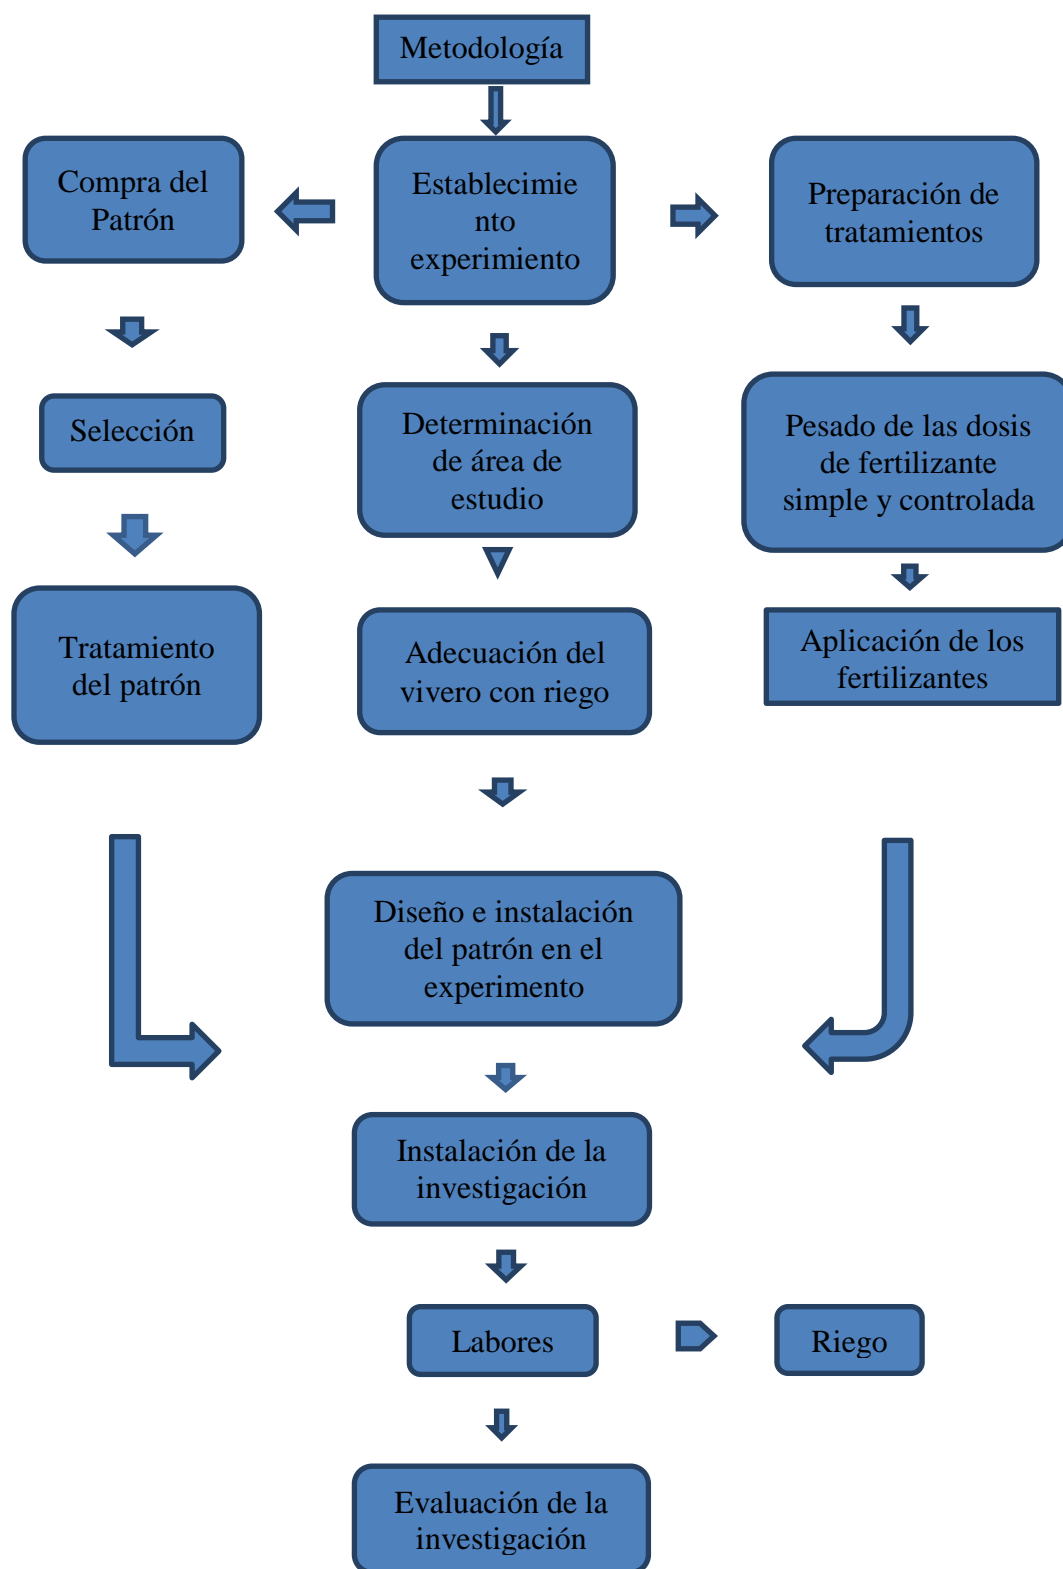 Metodología
Compra del
Patrón
Establecimie
nto
experimiento
Preparación de
tratamientos
Selección
Determinación
de área de
estudio
Pesado de las dosis
de fertilizante
simple y controlada
Tratamiento
del patrón
Adecuación del
vivero con riego
Aplicación de los
fertilizantes
Diseño e instalación
del patrón en el
experimento
Instalación de la
investigación
Labores
Riego
Evaluación de la
investigación